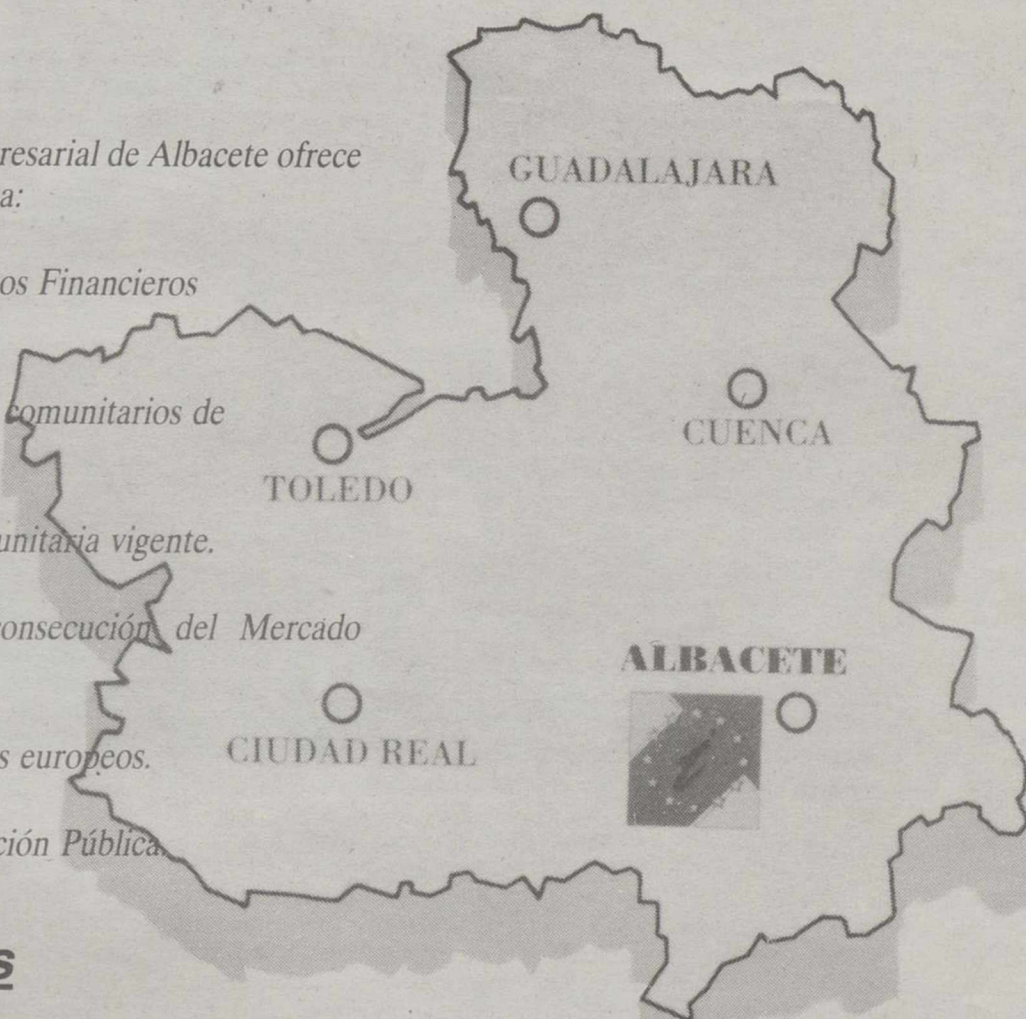 resarial de Albacete ofrece
a:
os Financieros
comunitarios de
unitaria vigente.
onsecución del Mercado
s europeos.
ción Pública.
s
GUADALAJARA
CUENCA
TOLEDO
ALBACETE
CIUDAD REAL